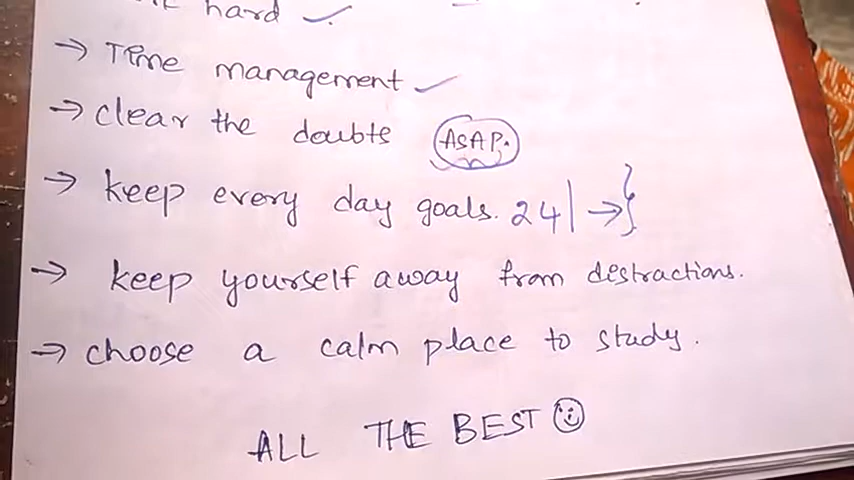 hard ✓
→ Time management ✓
→ clear the doubts ASAP.
→ keep every day goals. 24| → }
→ keep yourself away from distractions.
→ choose a calm place to study.
ALL THE BEST ☺